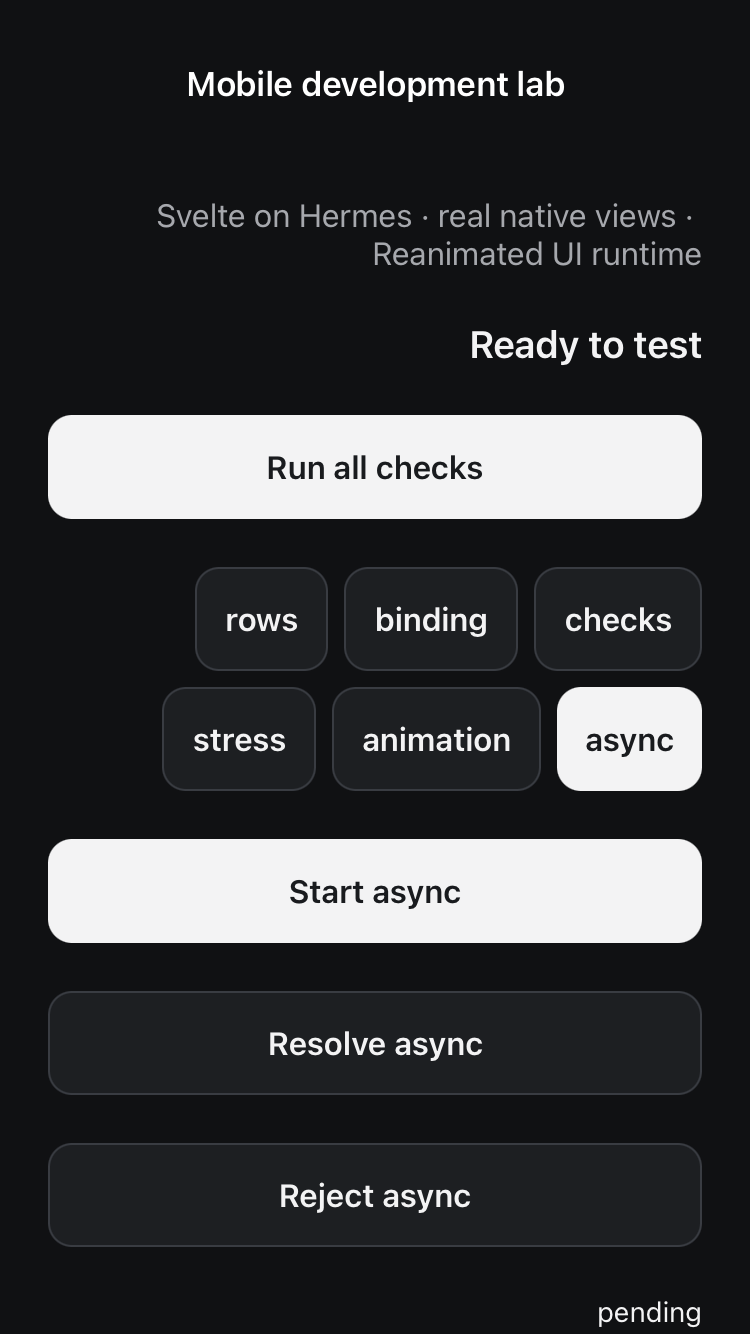 Mobile development lab
Svelte on Hermes · real native views ·
Reanimated UI runtime
Ready to test
Run all checks
rows binding checks
stress animation async
Start async
Resolve async
Reject async
pending